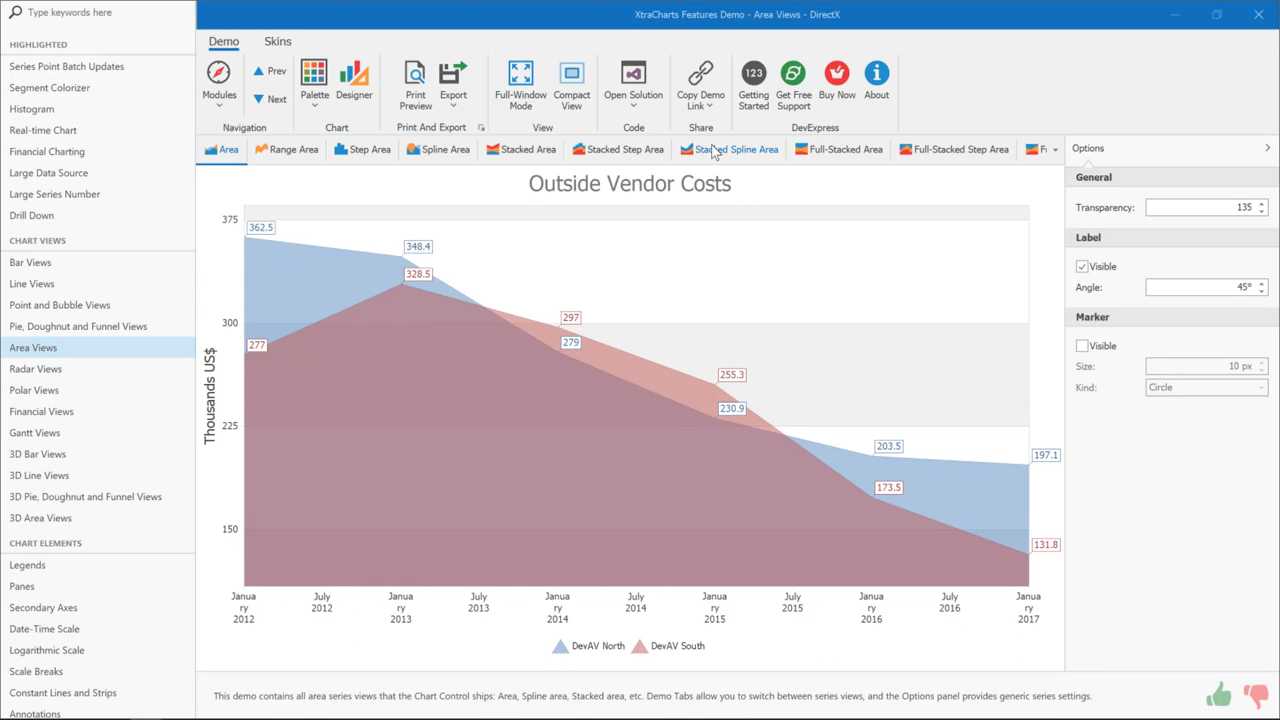 Type keywords here
HIGHLIGHTED
Series Point Batch Updates
Segment Colorizer
Histogram
Real-time Chart
Financial Charting
Large Data Source
Large Series Number
Drill Down
CHART VIEWS
Bar Views
Line Views
Point and Bubble Views
Pie, Doughnut and Funnel Views
Area Views
Radar Views
Polar Views
Financial Views
Gantt Views
3D Bar Views
3D Line Views
3D Pie, Doughnut and Funnel Views
3D Area Views
CHART ELEMENTS
Legends
Panes
Secondary Axes
Date-Time Scale
Logarithmic Scale
Scale Breaks
Constant Lines and Strips
Annotations
XtraCharts Features Demo - Area Views - DirectX
Demo Skins
Modules
Prev
Next
Navigation
Palette
Designer
Chart
Print
Preview
Export
Print And Export
Full-Window
Mode
Compact
View
View
Open Solution
Code
Copy Demo
Link
Share
123
Getting
Started
Get Free
Support
Buy Now
About
DevExpress
Area Range Area Step Area Spline Area Stacked Area Stacked Step Area Stacked Spline Area Full-Stacked Area Full-Stacked Step Area
Outside Vendor Costs
Thousands US$
375
300
225
150
362.5
348.4
328.5
277
297
279
255.3
230.9
203.5
173.5
197.1
131.8
Janua
ry
2012
July
2012
Janua
ry
2013
July
2013
Janua
ry
2014
July
2014
Janua
ry
2015
July
2015
Janua
ry
2016
July
2016
Janua
ry
2017
DevAV North DevAV South
Options
General
Transparency: 135
Label
Visible
Angle: 45°
Marker
Visible
Size: 10 px
Kind: Circle
This demo contains all area series views that the Chart Control ships: Area, Spline area, Stacked area, etc. Demo Tabs allow you to switch between series views, and the Options panel provides generic series settings.